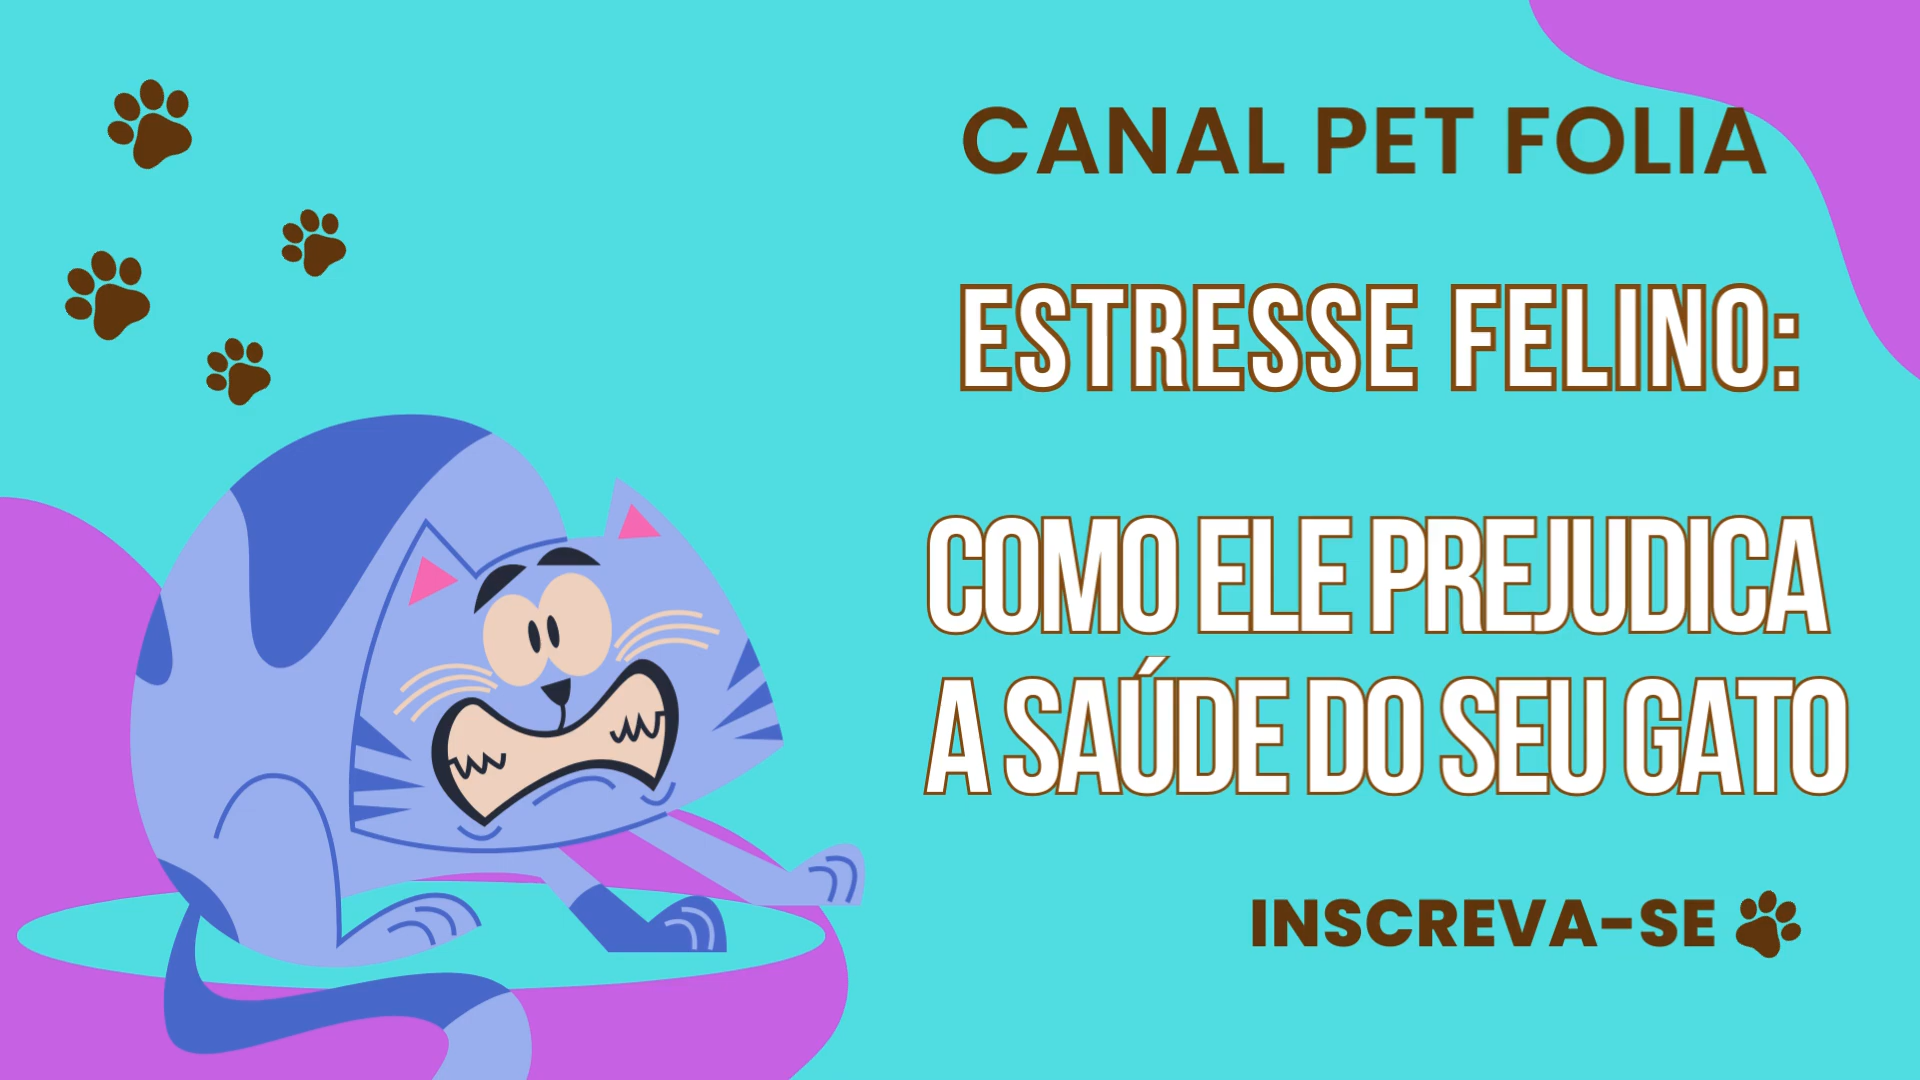 CANAL PET FOLIA
ESTRESSE FELINO:
COMO ELE PREJUDICA
A SAÚDE DO SEU GATO
INSCREVA-SE